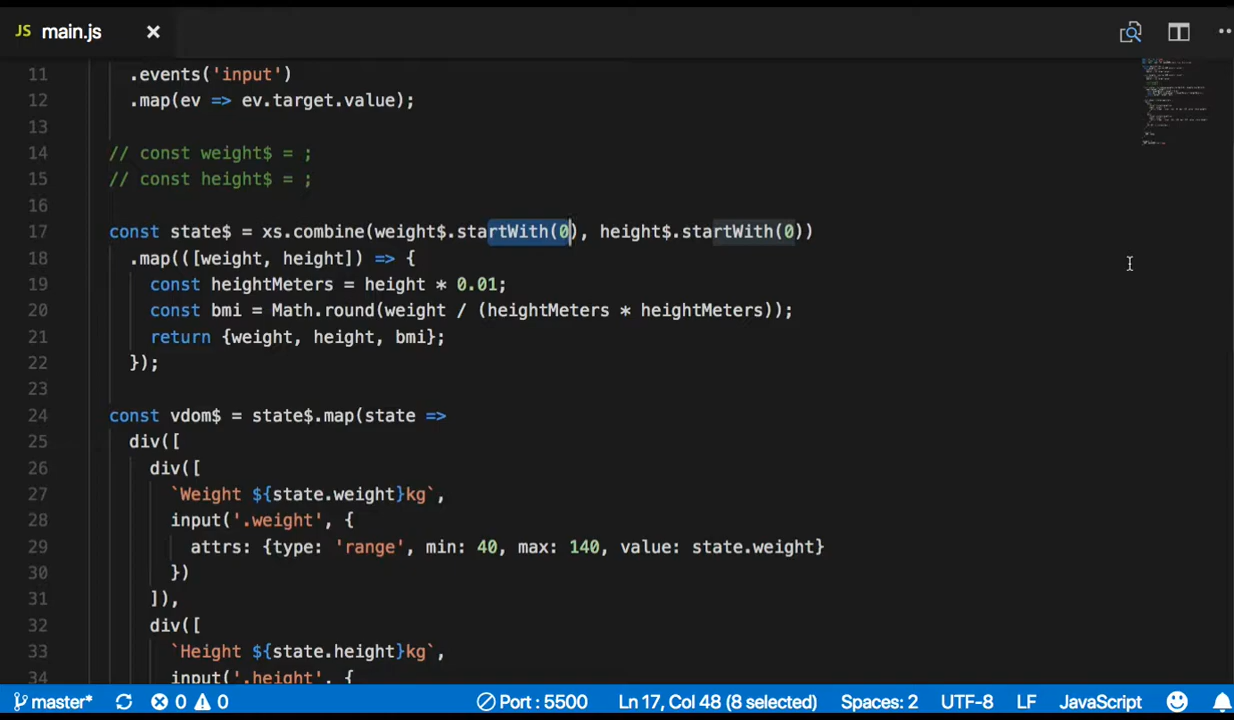 JS main.js
11 .events('input')
12 .map(ev => ev.target.value);
13
14 // const weight$ = ;
15 // const height$ = ;
16
17 const state$ = xs.combine(weight$.startWith(0), height$.startWith(0))
18 .map(([weight, height]) => {
19 const heightMeters = height * 0.01;
20 const bmi = Math.round(weight / (heightMeters * heightMeters));
21 return {weight, height, bmi};
22 });
23
24 const vdom$ = state$.map(state =>
25 div([
26 div([
27 `Weight ${state.weight}kg`,
28 input('.weight', {
29 attrs: {type: 'range', min: 40, max: 140, value: state.weight}
30 })
31 ]),
32 div([
33 `Height ${state.height}kg`,
34 input('.height', {
master* 0 0 Port : 5500 Ln 17, Col 48 (8 selected) Spaces: 2 UTF-8 LF JavaScript